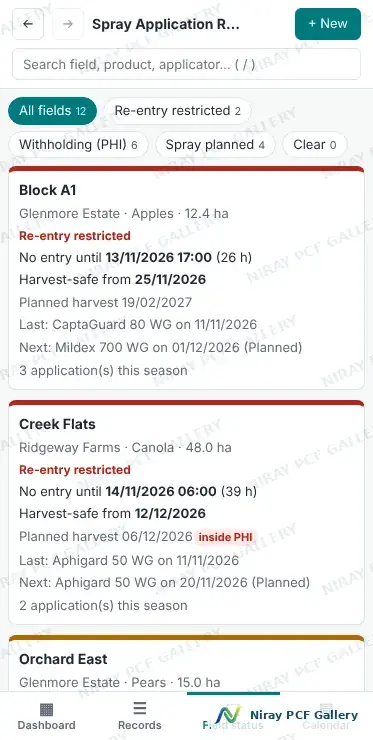 ← → Spray Application R... + New
Search field, product, applicator... ( / )
All fields 12 Re-entry restricted 2
Withholding (PHI) 6 Spray planned 4 Clear 0
Block A1
Glenmore Estate · Apples · 12.4 ha
Re-entry restricted
No entry until 13/11/2026 17:00 (26 h)
Harvest-safe from 25/11/2026
Planned harvest 19/02/2027
Last: CaptaGuard 80 WG on 11/11/2026
Next: Mildex 700 WG on 01/12/2026 (Planned)
3 application(s) this season
Creek Flats
Ridgeway Farms · Canola · 48.0 ha
Re-entry restricted
No entry until 14/11/2026 06:00 (39 h)
Harvest-safe from 12/12/2026
Planned harvest 06/12/2026 inside PHI
Last: Aphigard 50 WG on 11/11/2026
Next: Aphigard 50 WG on 20/11/2026 (Planned)
2 application(s) this season
Orchard East
Glenmore Estate · Pears · 15.0 ha
Niray PCF Gallery
Dashboard Records status Calendar
NIRAY PCF GALLERY